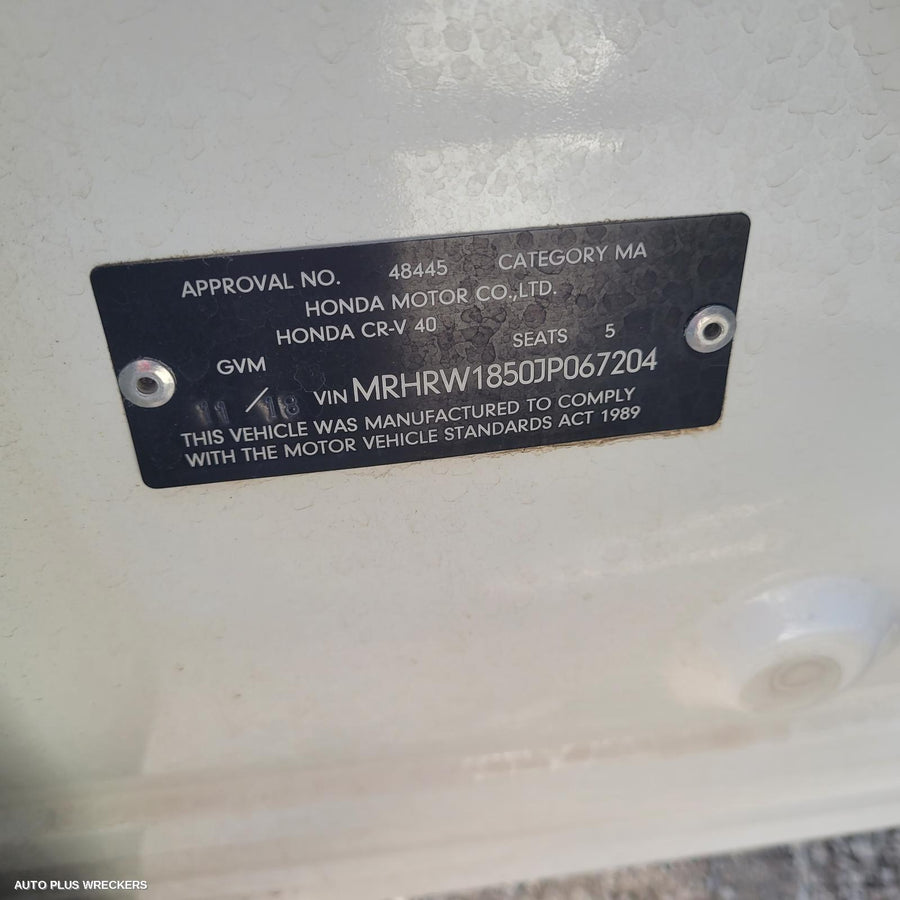 APPROVAL NO. 48445 CATEGORY MA
HONDA MOTOR CO.,LTD.
HONDA CR-V 40
GVM SEATS 5
11/18 VIN MRHRW1850JP067204
THIS VEHICLE WAS MANUFACTURED TO COMPLY
WITH THE MOTOR VEHICLE STANDARDS ACT 1989
AUTO PLUS WRECKERS